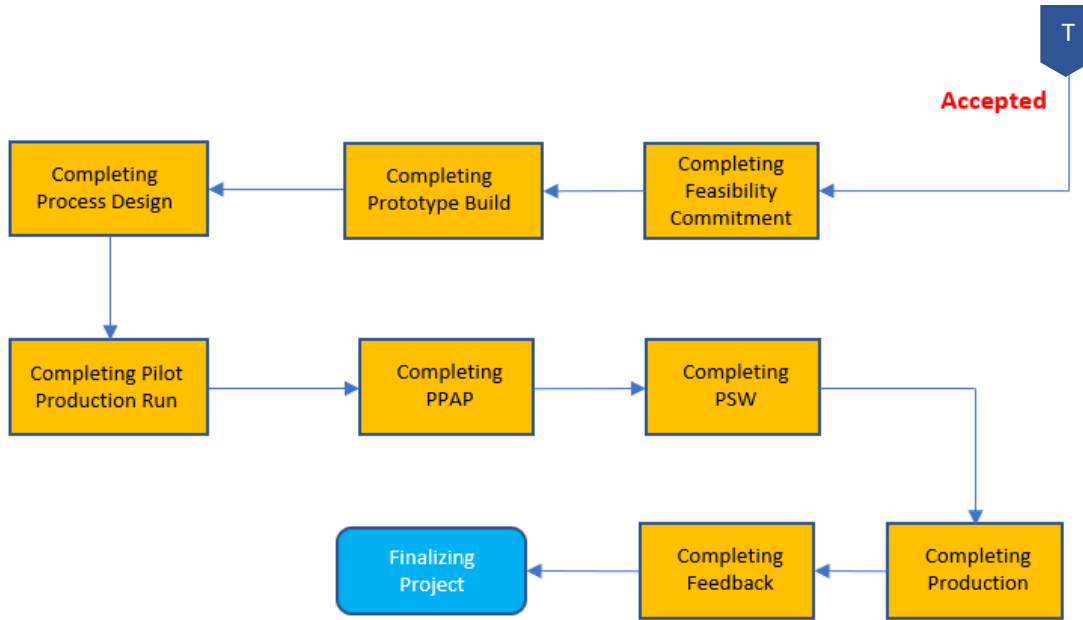 T
Accepted
Completing
Feasibility
Commitment
Completing
Prototype Build
Completing
Process Design
Completing Pilot
Production Run
Completing
PPAP
Completing
PSW
Completing
Production
Completing
Feedback
Finalizing
Project